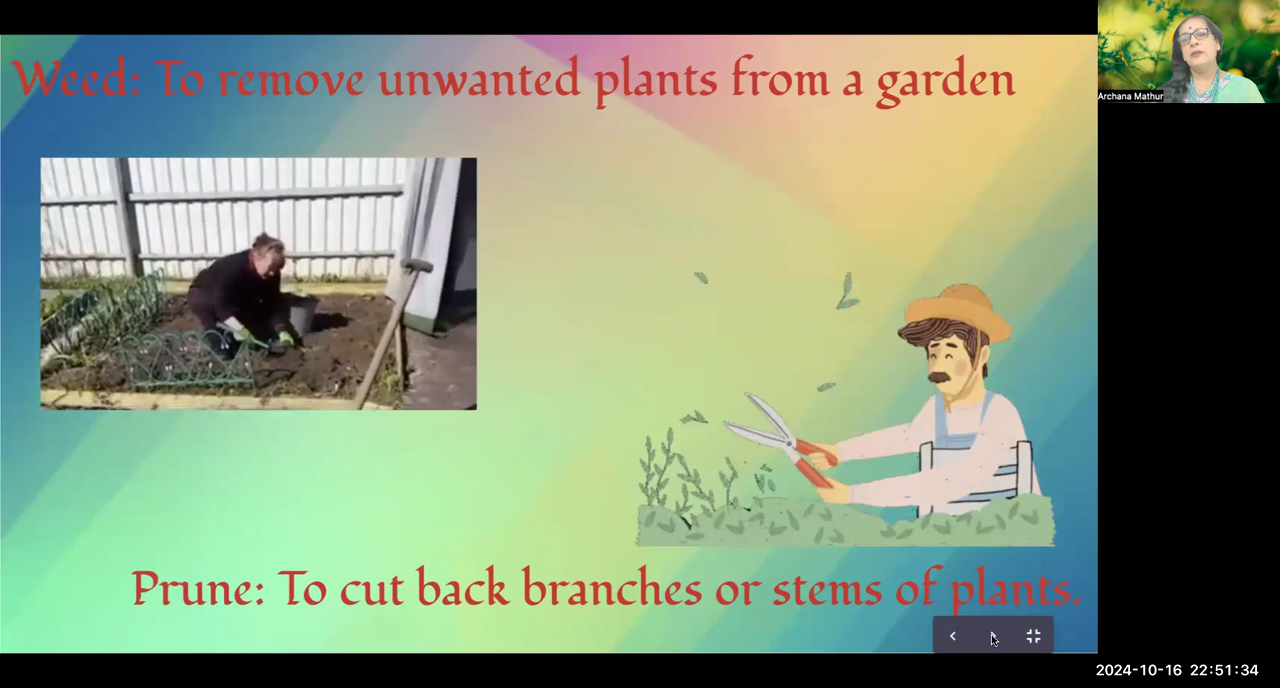 Weed: To remove unwanted plants from a garden
Archana Mathur
Prune: To cut back branches or stems of plants.
2024-10-16 22:51:34